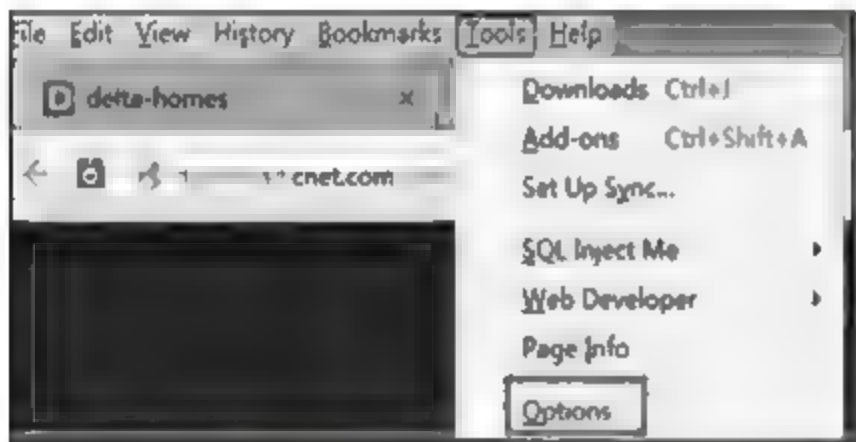 File Edit View History Bookmarks Tools Help
delta-homes ×
cnet.com
Downloads Ctrl+J
Add-ons Ctrl+Shift+A
Set Up Sync...
SQL Inject Me
Web Developer
Page Info
Options